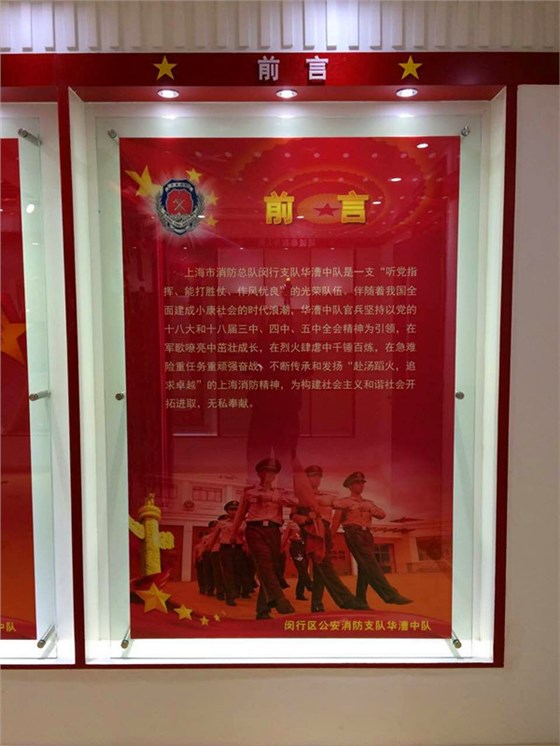 前言
前言
上海市消防总队闵行支队华漕中队是一支“听党指
挥、能打胜仗、作风优良”的光荣队伍。伴随着我国全
面建成小康社会的时代浪潮，华漕中队官兵坚持以党的
十八大和十八届三中、四中、五中全会精神为引领，在
军歌嘹亮中茁壮成长，在烈火肆虐中千锤百炼，在急难
险重任务重顽强奋战，不断传承和发扬“赴汤蹈火，追
求卓越”的上海消防精神，为构建社会主义和谐社会开
拓进取，无私奉献。
闵行区公安消防支队华漕中队
中队